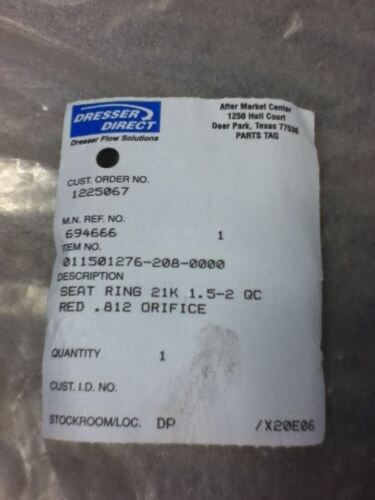 DRESSER
DIRECT
Dresser Flow Solutions
After Market Center
1250 Hall Court
Deer Park, Texas 77536
PARTS TAG
CUST. ORDER NO.
1225067
M.N. REF. NO.
694666 1
ITEM NO.
011501276-208-0000
DESCRIPTION
SEAT RING 21K 1.5-2 QC
RED .812 ORIFICE
QUANTITY 1
CUST. I.D. NO.
STOCKROOM/LOC. DP /X20E06